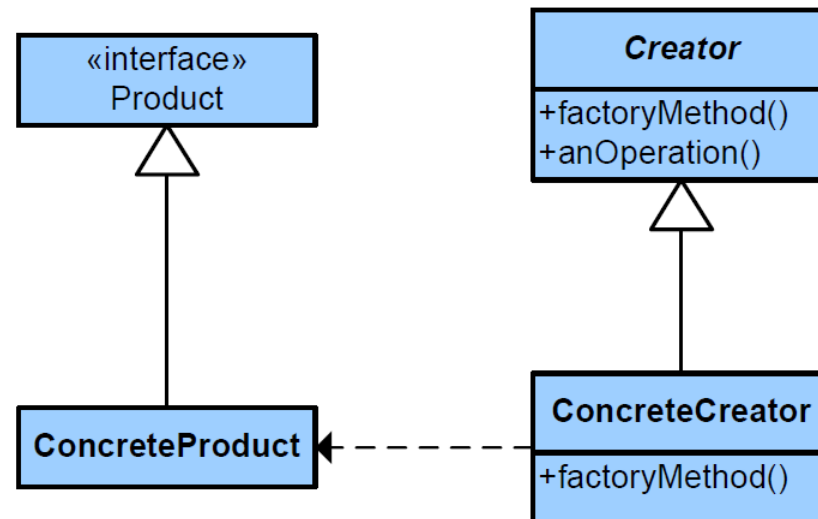 «interface»
Product
Creator
+factoryMethod()
+anOperation()
ConcreteProduct
ConcreteCreator
+factoryMethod()